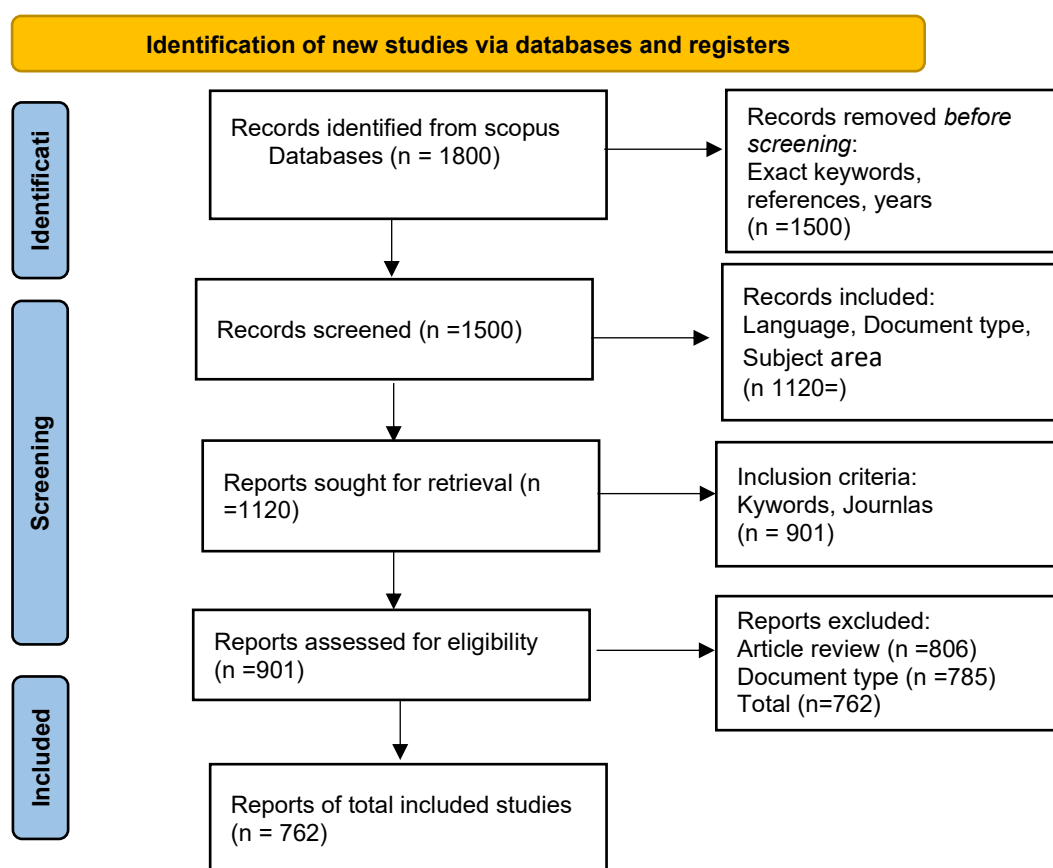 Identification of new studies via databases and registers
Identificati
Records identified from scopus
Databases (n = 1800)
Records removed before
screening:
Exact keywords,
references, years
(n =1500)
Screening
Records screened (n =1500)
Records included:
Language, Document type,
Subject area
(n 1120=)
Reports sought for retrieval (n
=1120)
Inclusion criteria:
Kywords, Journlas
(n = 901)
Reports assessed for eligibility
(n =901)
Reports excluded:
Article review (n =806)
Document type (n =785)
Total (n=762)
Included
Reports of total included studies
(n = 762)